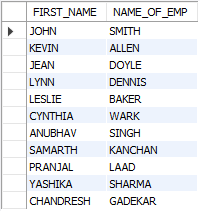 FIRST_NAME NAME_OF_EMP
JOHN SMITH
KEVIN ALLEN
JEAN DOYLE
LYNN DENNIS
LESLIE BAKER
CYNTHIA WARK
ANUBHAV SINGH
SAMARTH KANCHAN
PRANJAL LAAD
YASHIKA SHARMA
CHANDRESH GADEKAR